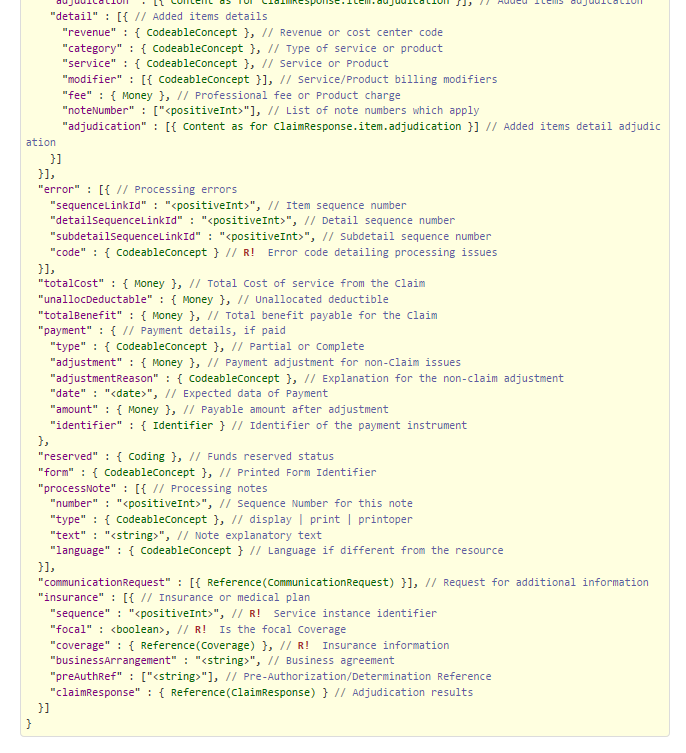 "adjudication" : [{ Content as for ClaimResponse.item.adjudication }], // Added items adjudication
"detail" : [{ // Added items details
"revenue" : { CodeableConcept }, // Revenue or cost center code
"category" : { CodeableConcept }, // Type of service or product
"service" : { CodeableConcept }, // Service or Product
"modifier" : [{ CodeableConcept }], // Service/Product billing modifiers
"fee" : { Money }, // Professional fee or Product charge
"noteNumber" : ["<positiveInt>"], // List of note numbers which apply
"adjudication" : [{ Content as for ClaimResponse.item.adjudication }] // Added items detail adjudic
ation
}]
}],
"error" : [{ // Processing errors
"sequenceLinkId" : "<positiveInt>", // Item sequence number
"detailSequenceLinkId" : "<positiveInt>", // Detail sequence number
"subdetailSequenceLinkId" : "<positiveInt>", // Subdetail sequence number
"code" : { CodeableConcept } // R!  Error code detailing processing issues
}],
"totalCost" : { Money }, // Total Cost of service from the Claim
"unallocDeductable" : { Money }, // Unallocated deductible
"totalBenefit" : { Money }, // Total benefit payable for the Claim
"payment" : { // Payment details, if paid
"type" : { CodeableConcept }, // Partial or Complete
"adjustment" : { Money }, // Payment adjustment for non-Claim issues
"adjustmentReason" : { CodeableConcept }, // Explanation for the non-claim adjustment
"date" : "<date>", // Expected data of Payment
"amount" : { Money }, // Payable amount after adjustment
"identifier" : { Identifier } // Identifier of the payment instrument
},
"reserved" : { Coding }, // Funds reserved status
"form" : { CodeableConcept }, // Printed Form Identifier
"processNote" : [{ // Processing notes
"number" : "<positiveInt>", // Sequence Number for this note
"type" : { CodeableConcept }, // display | print | printoper
"text" : "<string>", // Note explanatory text
"language" : { CodeableConcept } // Language if different from the resource
}],
"communicationRequest" : [{ Reference(CommunicationRequest) }], // Request for additional information
"insurance" : [{ // Insurance or medical plan
"sequence" : "<positiveInt>", // R!  Service instance identifier
"focal" : <boolean>, // R!  Is the focal Coverage
"coverage" : { Reference(Coverage) }, // R!  Insurance information
"businessArrangement" : "<string>", // Business agreement
"preAuthRef" : ["<string>"], // Pre-Authorization/Determination Reference
"claimResponse" : { Reference(ClaimResponse) } // Adjudication results
}]
}